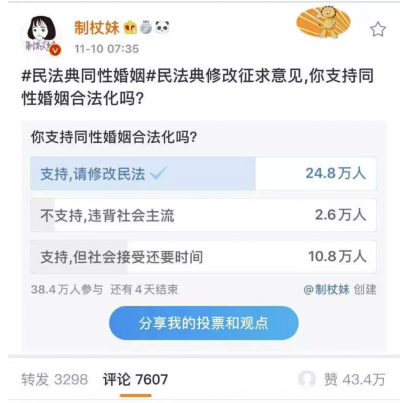 制杖妹
制杖妹
11-10 07:35
#民法典同性婚姻#民法典修改征求意见,你支持同
性婚姻合法化吗?
你支持同性婚姻合法化吗?
支持,请修改民法 24.8万人
不支持,违背社会主流 2.6万人
支持,但社会接受还要时间 10.8万人
38.4万人参与 还有4天结束 @制杖妹 创建
分享我的投票和观点
转发 3298 评论 7607 赞 43.4万